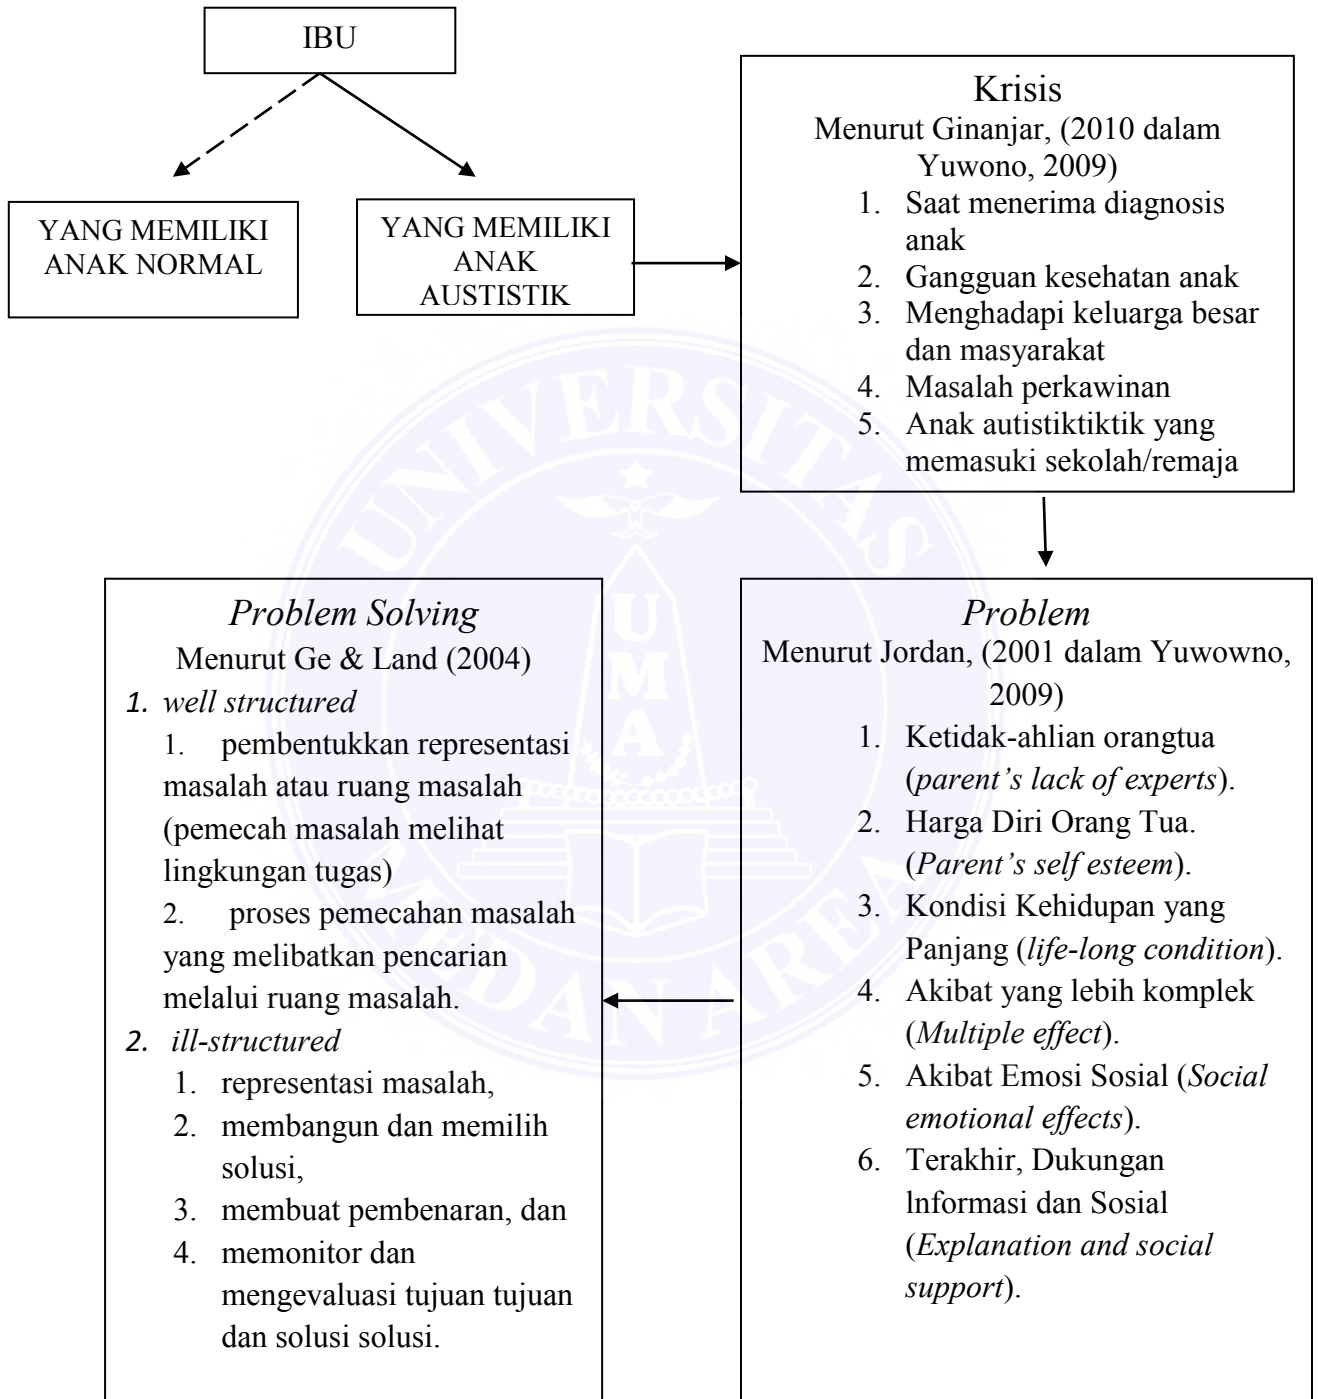 IBU
YANG MEMILIKI
ANAK NORMAL
YANG MEMILIKI
ANAK
AUSTISTIK
Krisis
Menurut Ginanjar, (2010 dalam
Yuwono, 2009)
1. Saat menerima diagnosis
anak
2. Gangguan kesehatan anak
3. Menghadapi keluarga besar
dan masyarakat
4. Masalah perkawinan
5. Anak autistiktiktik yang
memasuki sekolah/remaja
Problem
Menurut Jordan, (2001 dalam Yuwowno,
2009)
1. Ketidak-ahlian orangtua
(parent’s lack of experts).
2. Harga Diri Orang Tua.
(Parent’s self esteem).
3. Kondisi Kehidupan yang
Panjang (life-long condition).
4. Akibat yang lebih komplek
(Multiple effect).
5. Akibat Emosi Sosial (Social
emotional effects).
6. Terakhir, Dukungan
lnformasi dan Sosial
(Explanation and social
support).
Problem Solving
Menurut Ge & Land (2004)
1. well structured
1. pembentukkan representasi
masalah atau ruang masalah
(pemecah masalah melihat
lingkungan tugas)
2. proses pemecahan masalah
yang melibatkan pencarian
melalui ruang masalah.
2. ill-structured
1. representasi masalah,
2. membangun dan memilih
solusi,
3. membuat pembenaran, dan
4. memonitor dan
mengevaluasi tujuan tujuan
dan solusi solusi.
UNIVERSITAS
MEDAN AREA
UMA